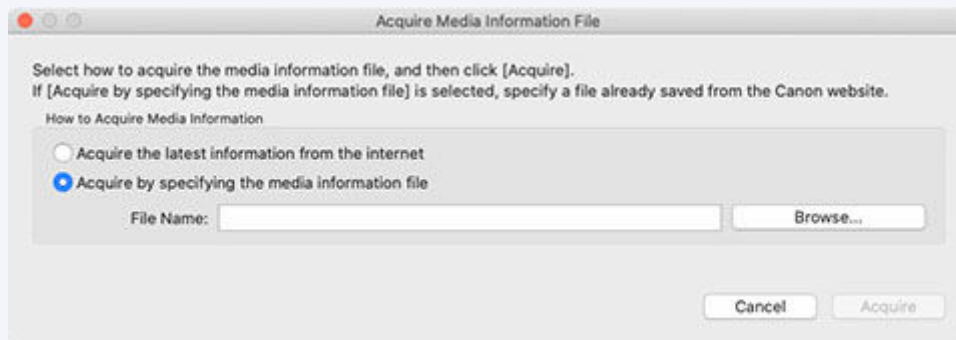 Acquire Media Information File
Select how to acquire the media information file, and then click [Acquire].
If [Acquire by specifying the media information file] is selected, specify a file already saved from the Canon website.
How to Acquire Media Information
Acquire the latest information from the internet
Acquire by specifying the media information file
File Name:
Browse...
Cancel
Acquire